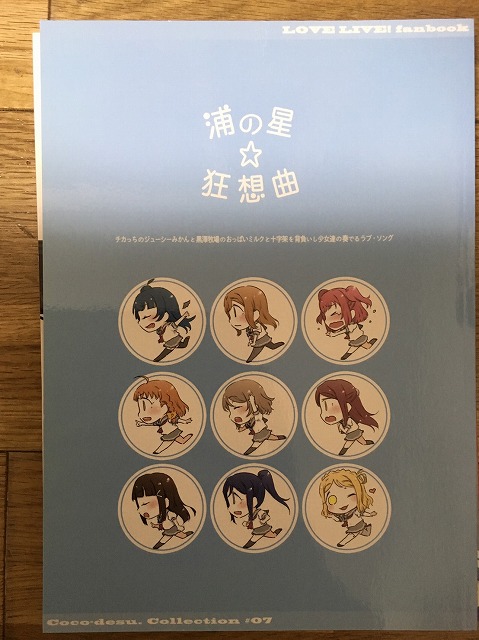 LOVE LIVE! fanbook
浦の星
☆
狂想曲
チカっちのジューシーみかんと黒澤牧場のおっぱいミルクと十字架を背負いし少女達の奏でるラブ・ソング
Coco◦desu. Collection #07